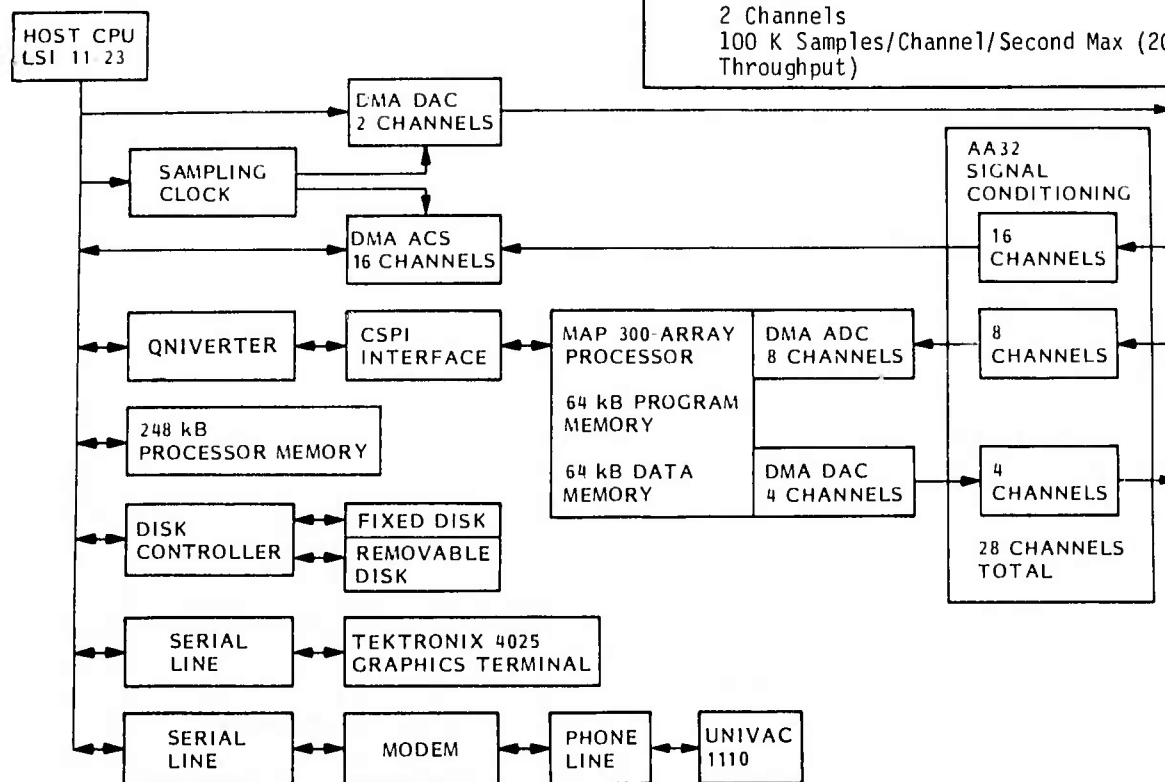 2 Channels
100 K Samples/Channel/Second Max (20
Throughput)
HOST CPU
LSI 11-23
DMA DAC
2 CHANNELS
SAMPLING
CLOCK
DMA ACS
16 CHANNELS
AA32
SIGNAL
CONDITIONING
16
CHANNELS
QNIVERTER
CSPI
INTERFACE
MAP 300-ARRAY
PROCESSOR
64 kB PROGRAM
MEMORY
64 kB DATA
MEMORY
DMA ADC
8 CHANNELS
8
CHANNELS
248 kB
PROCESSOR MEMORY
DMA DAC
4 CHANNELS
4
CHANNELS
28 CHANNELS
TOTAL
DISK
CONTROLLER
FIXED DISK
REMOVABLE
DISK
SERIAL
LINE
TEKTRONIX 4025
GRAPHICS TERMINAL
SERIAL
LINE
MODEM
PHONE
LINE
UNIVAC
1110